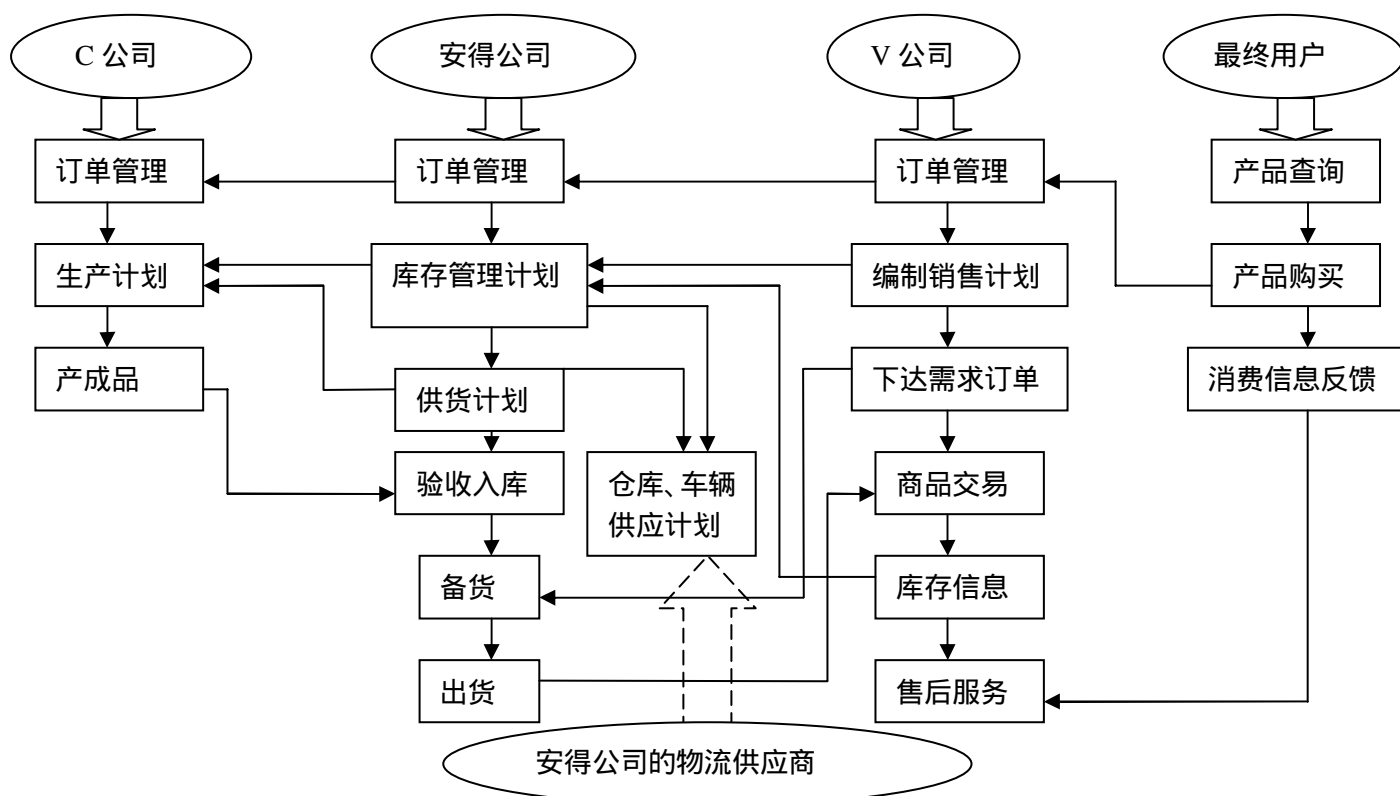 C 公司
安得公司
V 公司
最终用户
订单管理
订单管理
订单管理
产品查询
生产计划
库存管理计划
编制销售计划
产品购买
产成品
供货计划
下达需求订单
消费信息反馈
验收入库
仓库、车辆
供应计划
商品交易
备货
库存信息
出货
售后服务
安得公司的物流供应商